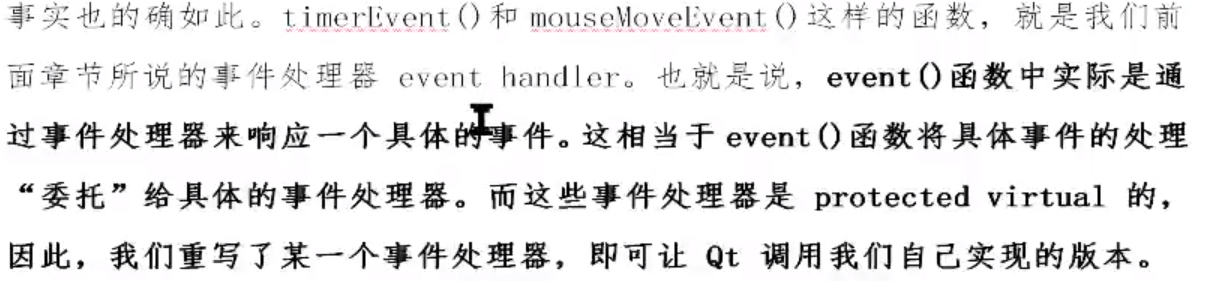 事实也的确如此。timerEvent()和 mouseMoveEvent()这样的函数，就是我们前
面章节所说的事件处理器 event handler。也就是说，event()函数中实际是通
过事件处理器来响应一个具体的事件。这相当于 event()函数将具体事件的处理
“委托”给具体的事件处理器。而这些事件处理器是 protected virtual 的，
因此，我们重写了某一个事件处理器，即可让 Qt 调用我们自己实现的版本。